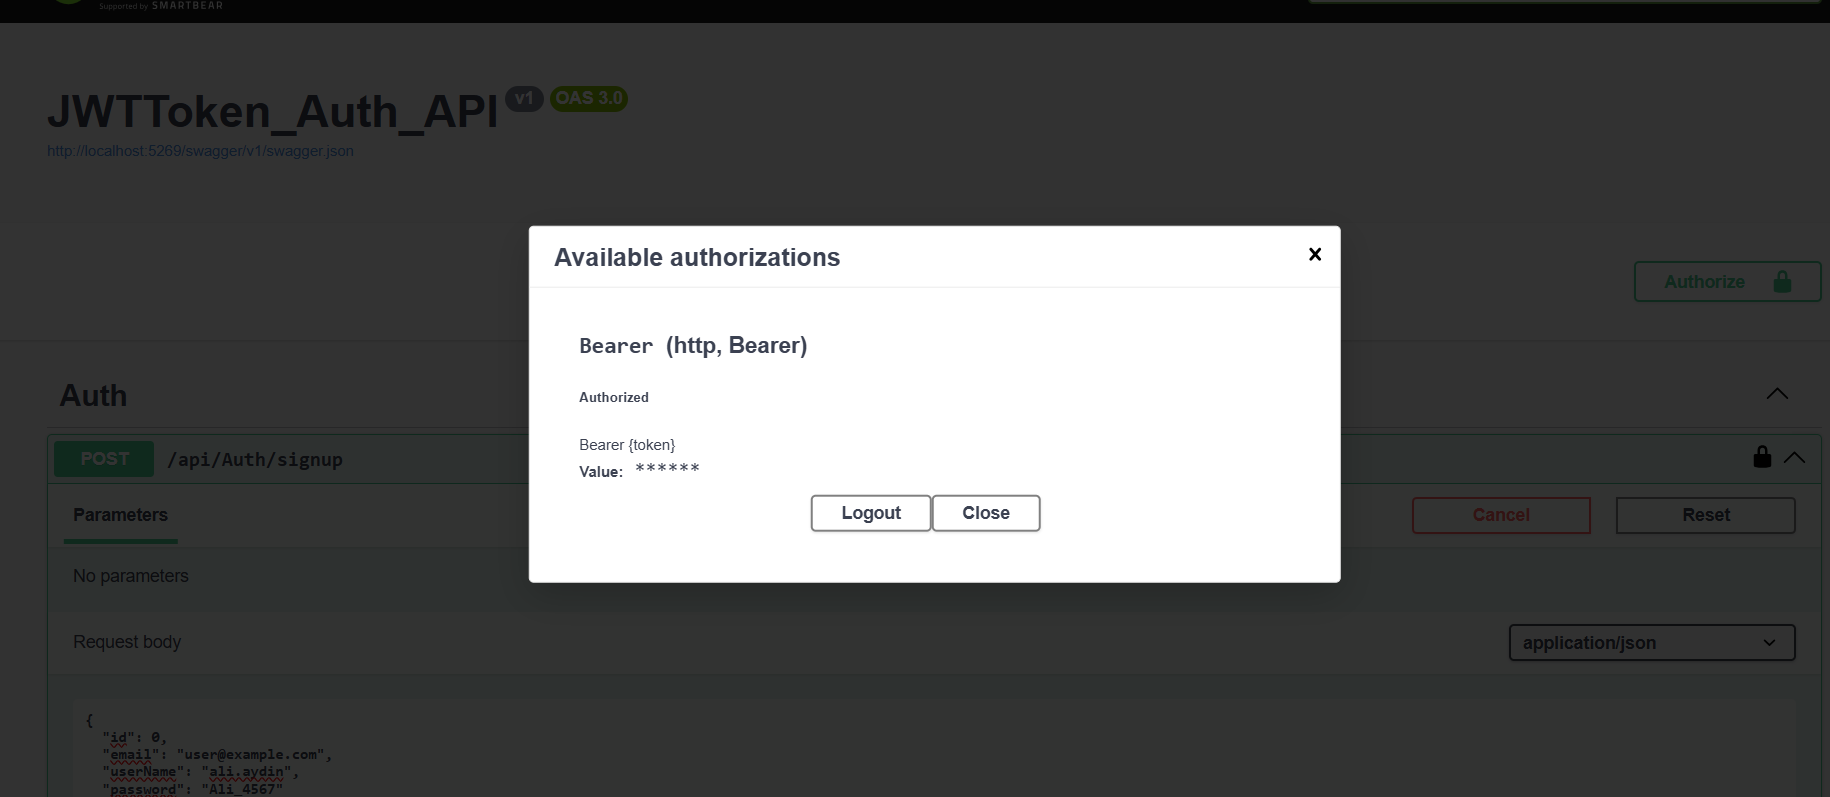 Supported by SMARTBEAR
JWTToken_Auth_API v1 OAS 3.0
http://localhost:5269/swagger/v1/swagger.json
Available authorizations
Authorize
Bearer (http, Bearer)
Authorized
Bearer {token}
Value: ******
Logout Close
Auth
POST /api/Auth/signup
Parameters
Cancel Reset
No parameters
Request body
application/json
{
"id": 0,
"email": "user@example.com",
"userName": "ali.aydin",
"password": "Ali_4567"